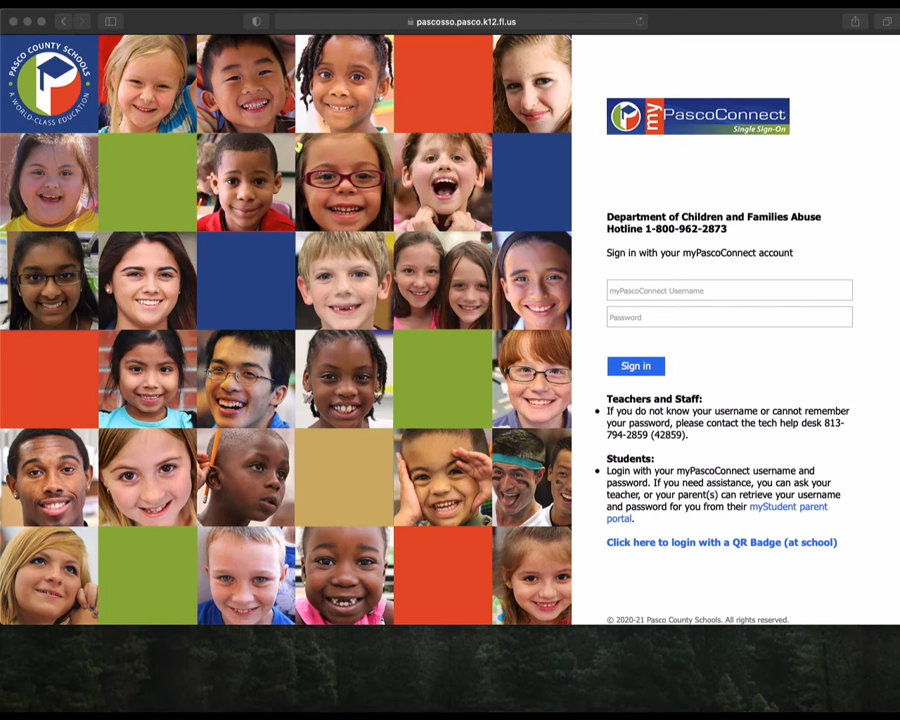 pascosso.pasco.k12.fl.us
PASCO COUNTY SCHOOLS
A WORLD-CLASS EDUCATION
my PascoConnect
Single Sign-On
Department of Children and Families Abuse
Hotline 1-800-962-2873
Sign in with your myPascoConnect account
myPascoConnect Username
Password
Sign in
Teachers and Staff:
• If you do not know your username or cannot remember
your password, please contact the tech help desk 813-
794-2859 (42859).
Students:
• Login with your myPascoConnect username and
password. If you need assistance, you can ask your
teacher, or your parent(s) can retrieve your username
and password for you from their myStudent parent
portal.
Click here to login with a QR Badge (at school)
© 2020-21 Pasco County Schools. All rights reserved.